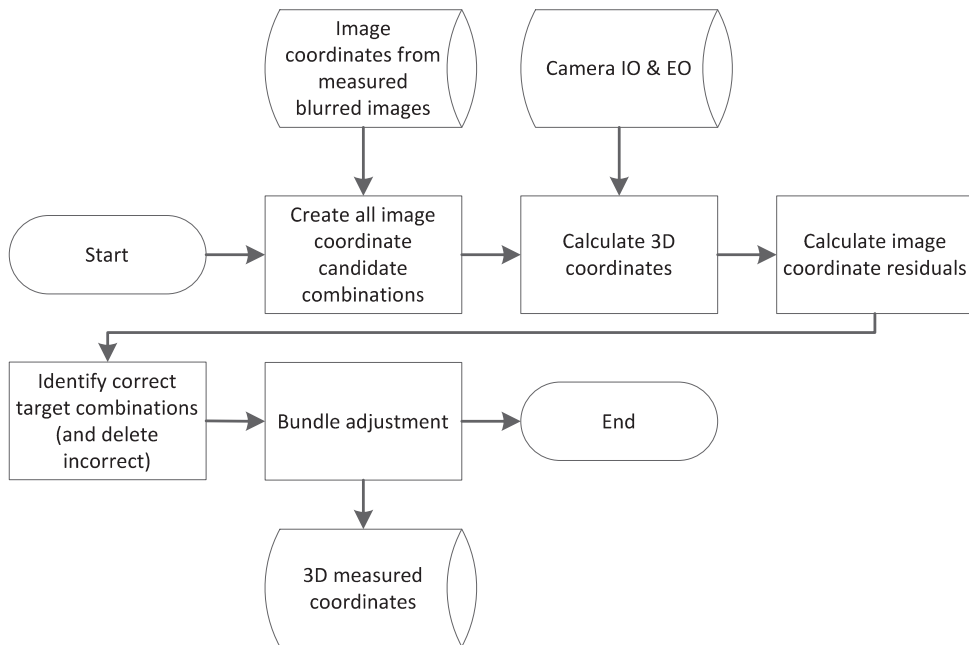 Image
coordinates from
measured
blurred images
Camera IO & EO
Start
Create all image
coordinate
candidate
combinations
Calculate 3D
coordinates
Calculate image
coordinate residuals
Identify correct
target combinations
(and delete
incorrect)
Bundle adjustment
End
3D measured
coordinates